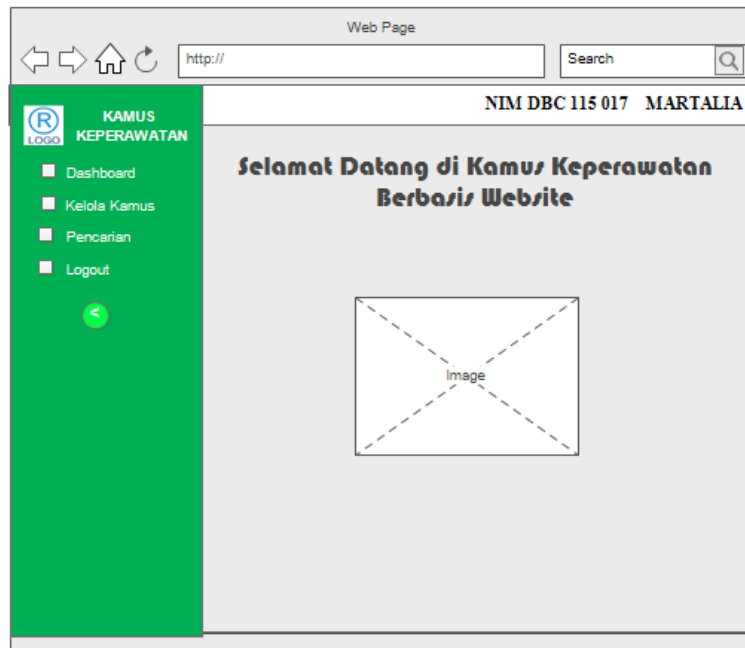 Web Page
http://
Search
NIM DBC 115 017 MARTALIA
R
LOGO
KAMUS
KEPERAWATAN
Dashboard
Kelola Kamus
Pencarian
Logout
<
Selamat Datang di Kamus Keperawatan
Berbasis Website
Image